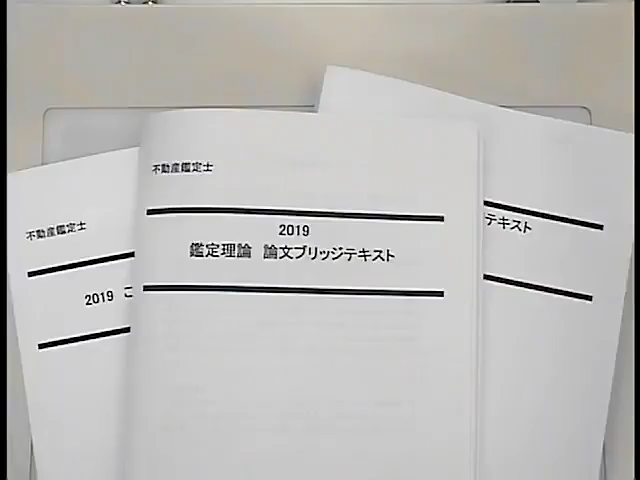 不動産鑑定士
2019
鑑定理論 論文ブリッジテキスト
不動産鑑定士
2019 こ
テキスト